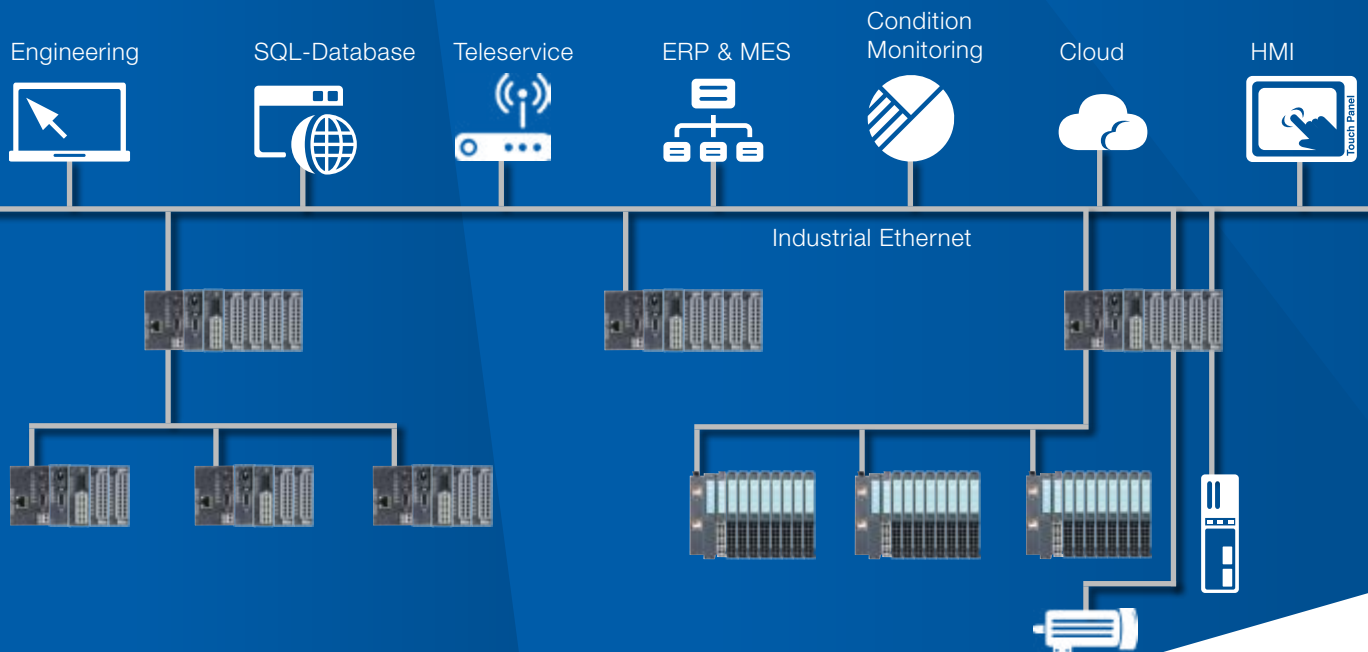 Engineering
SQL-Database
Teleservice
ERP & MES
Condition
Monitoring
Cloud
HMI
Touch Panel
Industrial Ethernet